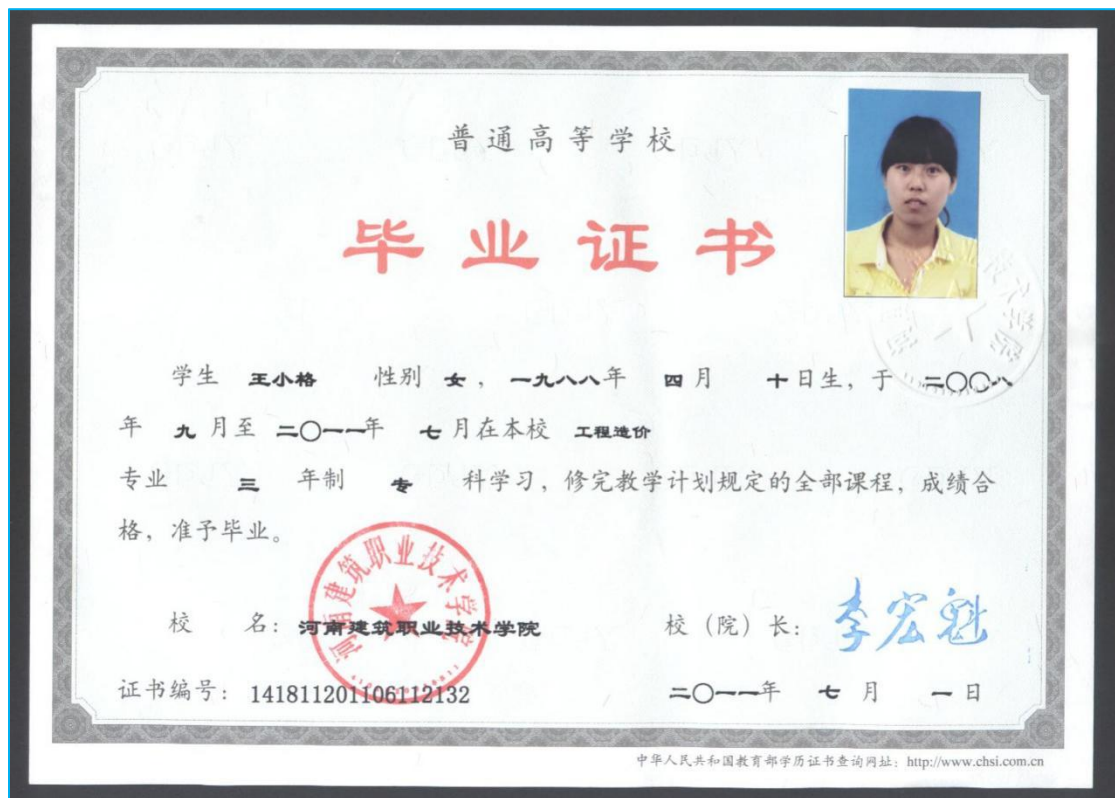 普通高等学校
毕业证书
学生 王小格 性别 女，一九八八年 四月 十日生，于 二〇〇八
年 九 月至 二〇一一年 七月在本校 工程造价
专业 三 年制 专 科学习，修完教学计划规定的全部课程，成绩合
格，准予毕业。
河南建筑职业技术学院
校 名：河南建筑职业技术学院
校（院）长：李宏魁
证书编号：141811201106112132
二〇一一年 七 月 一 日
中华人民共和国教育部学历证书查询网址：http://www.chsi.com.cn